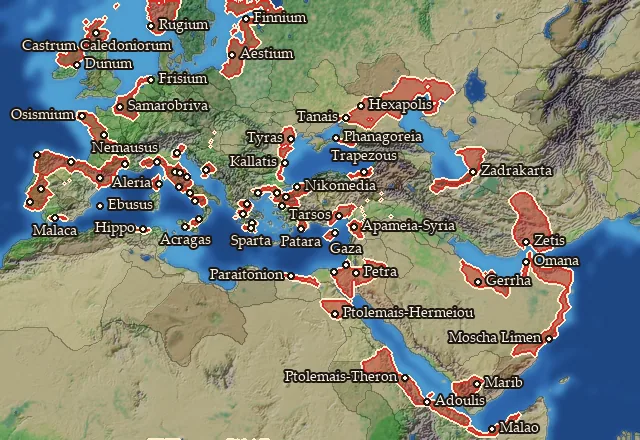 Rugium
Finnium
Castrum Caledoniorum
Dunum
Aestium
Frisium
Osismium
Samarobriva
Hexapolis
Tanais
Nemausus
Tyras
Phanagoreia
Kallatis
Trapezous
Zadrakarta
Aleria
Nikomedia
Ebusus
Tarsos
Malaca
Hippo
Acragas
Sparta
Patara
Apameia-Syria
Gaza
Zetis
Omana
Paraitonion
Petra
Gerrha
Ptolemais-Hermeiou
Moscha Limen
Ptolemais-Theron
Marib
Adoulis
Malao